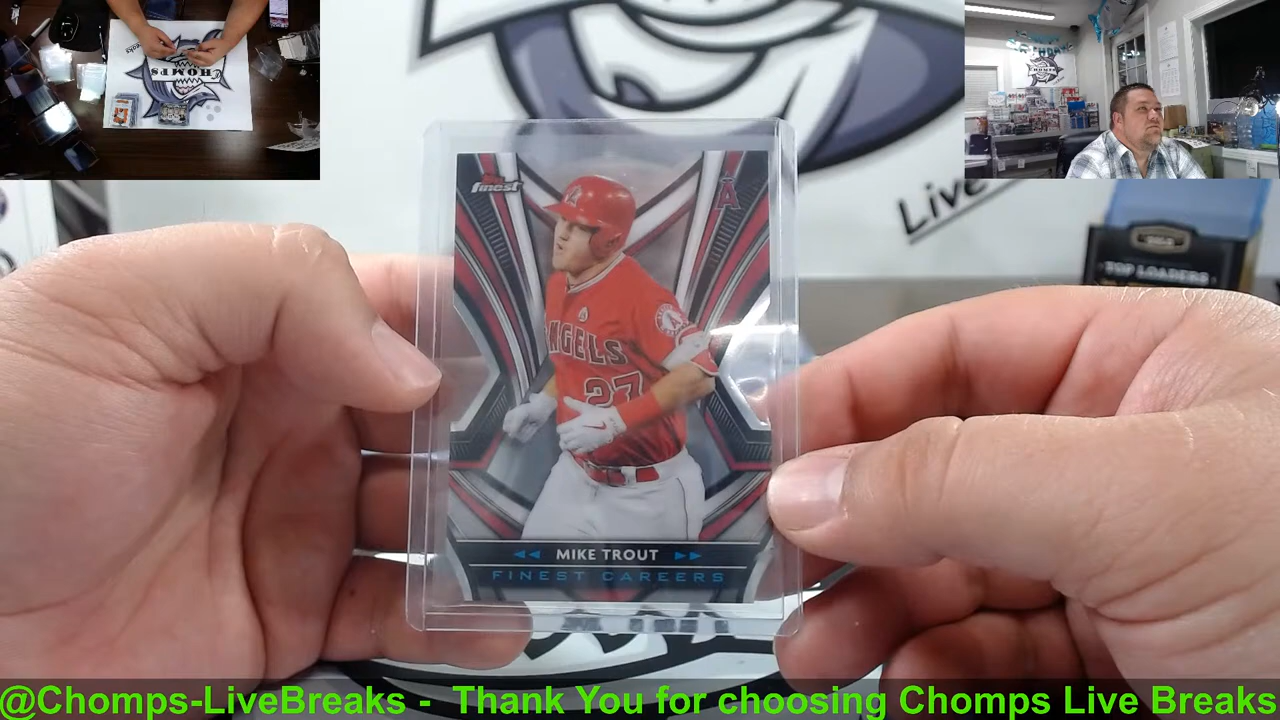 CHOMPS
Live
TOP LOADERS
finest
A
ANGELS
27
MIKE TROUT
FINEST CAREERS
@Chomps-LiveBreaks - Thank You for choosing Chomps Live Breaks